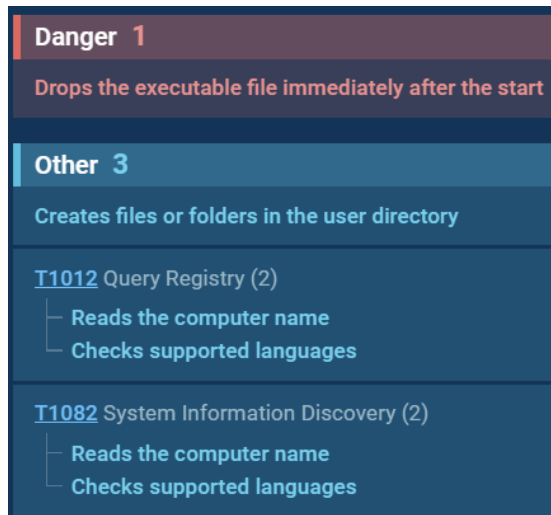 Danger 1
Drops the executable file immediately after the start
Other 3
Creates files or folders in the user directory
T1012 Query Registry (2)
Reads the computer name
Checks supported languages
T1082 System Information Discovery (2)
Reads the computer name
Checks supported languages